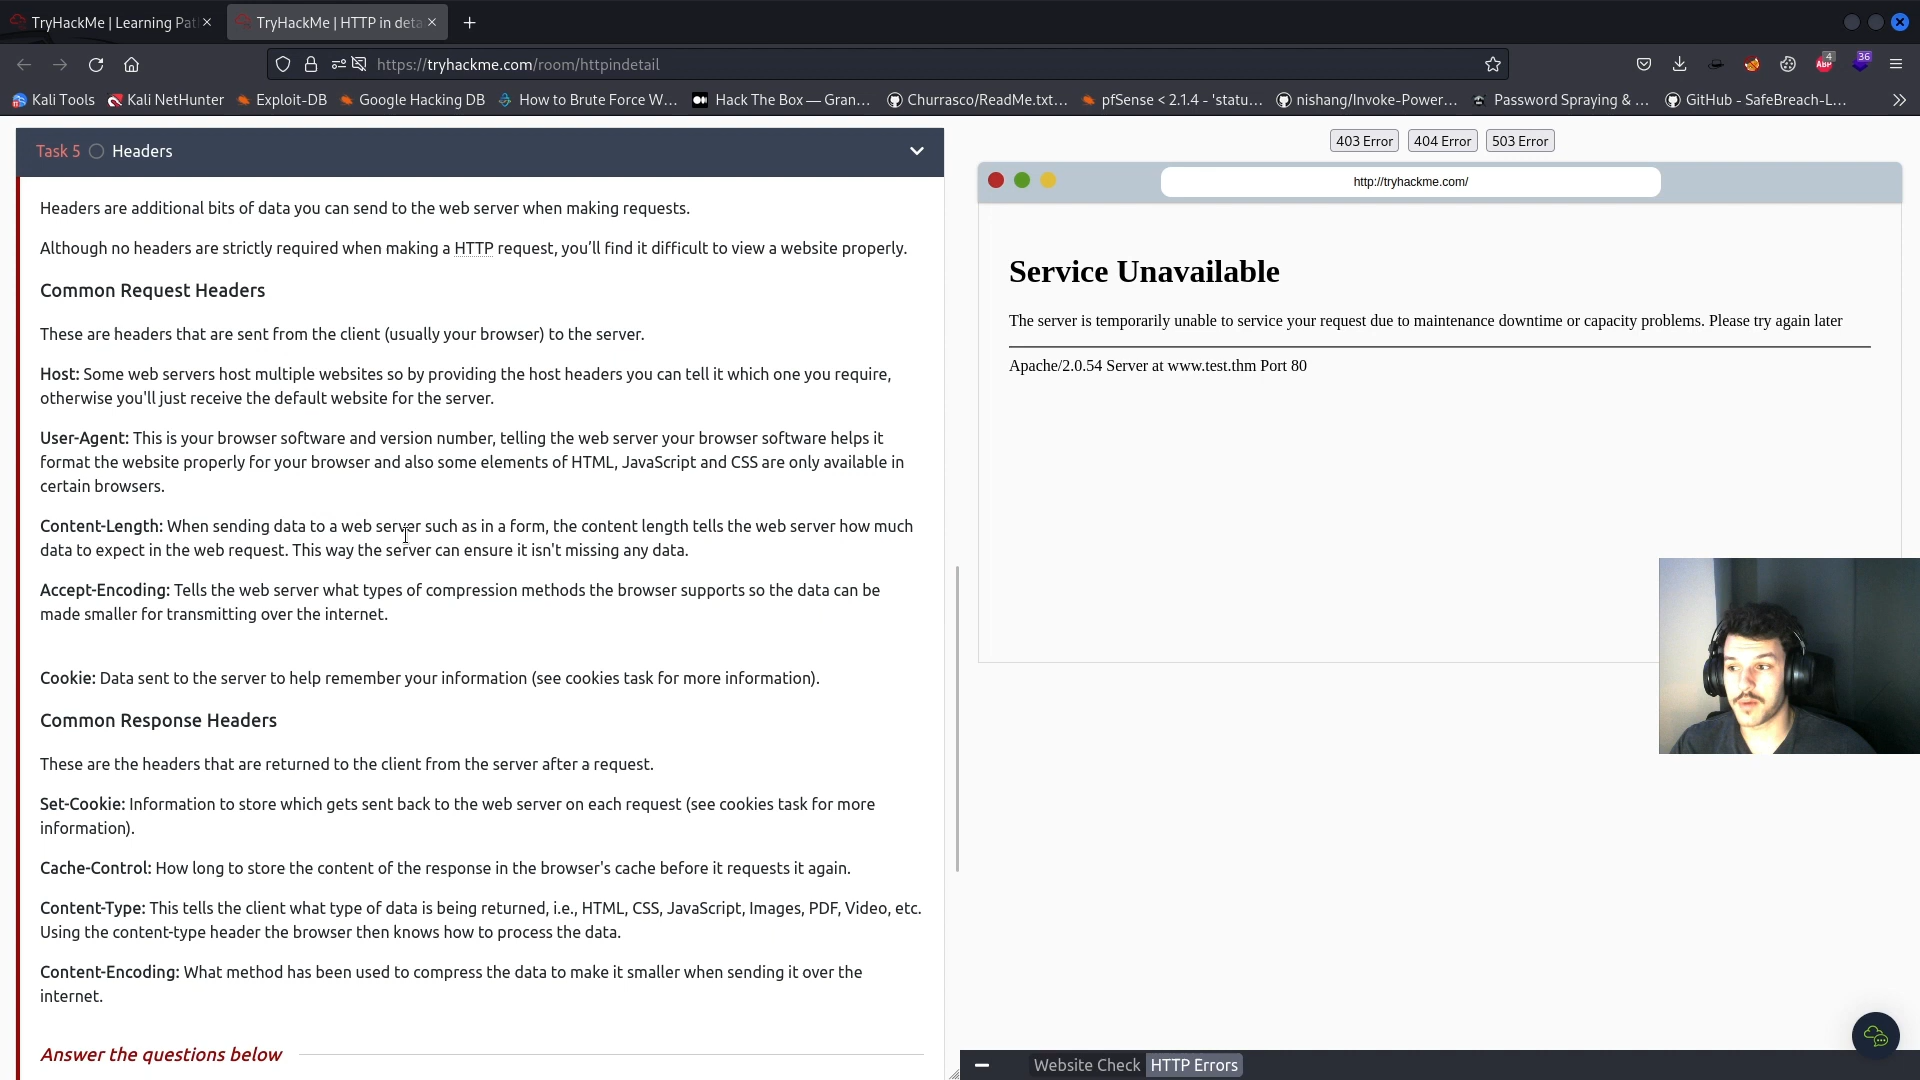 TryHackMe | Learning Pat
TryHackMe | HTTP in deta
https://tryhackme.com/room/httpindetail
4
ABP
36
Kali Tools
Kali NetHunter
Exploit-DB
Google Hacking DB
How to Brute Force W...
Hack The Box — Gran...
Churrasco/ReadMe.txt...
pfSense < 2.1.4 - 'statu...
nishang/Invoke-Power...
Password Spraying & ...
GitHub - SafeBreach-L...
Task 5 Headers
Headers are additional bits of data you can send to the web server when making requests.
Although no headers are strictly required when making a HTTP request, you’ll find it difficult to view a website properly.
Common Request Headers
These are headers that are sent from the client (usually your browser) to the server.
Host: Some web servers host multiple websites so by providing the host headers you can tell it which one you require,
otherwise you'll just receive the default website for the server.
User-Agent: This is your browser software and version number, telling the web server your browser software helps it
format the website properly for your browser and also some elements of HTML, JavaScript and CSS are only available in
certain browsers.
Content-Length: When sending data to a web server such as in a form, the content length tells the web server how much
data to expect in the web request. This way the server can ensure it isn't missing any data.
Accept-Encoding: Tells the web server what types of compression methods the browser supports so the data can be
made smaller for transmitting over the internet.
Cookie: Data sent to the server to help remember your information (see cookies task for more information).
Common Response Headers
These are the headers that are returned to the client from the server after a request.
Set-Cookie: Information to store which gets sent back to the web server on each request (see cookies task for more
information).
Cache-Control: How long to store the content of the response in the browser's cache before it requests it again.
Content-Type: This tells the client what type of data is being returned, i.e., HTML, CSS, JavaScript, Images, PDF, Video, etc.
Using the content-type header the browser then knows how to process the data.
Content-Encoding: What method has been used to compress the data to make it smaller when sending it over the
internet.
Answer the questions below
403 Error
404 Error
503 Error
http://tryhackme.com/
Service Unavailable
The server is temporarily unable to service your request due to maintenance downtime or capacity problems. Please try again later
Apache/2.0.54 Server at www.test.thm Port 80
Website Check
HTTP Errors